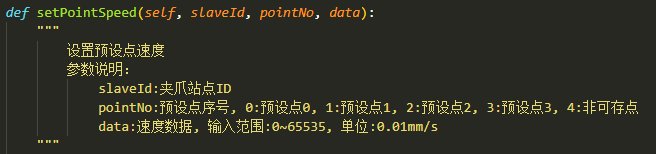 def setPointSpeed(self, slaveId, pointNo, data):
"""
设置预设点速度
参数说明：
slaveId:夹爪站点ID
pointNo:预设点序号, 0:预设点0, 1:预设点1, 2:预设点2, 3:预设点3, 4:非可存点
data:速度数据, 输入范围:0~65535, 单位:0.01mm/s
"""